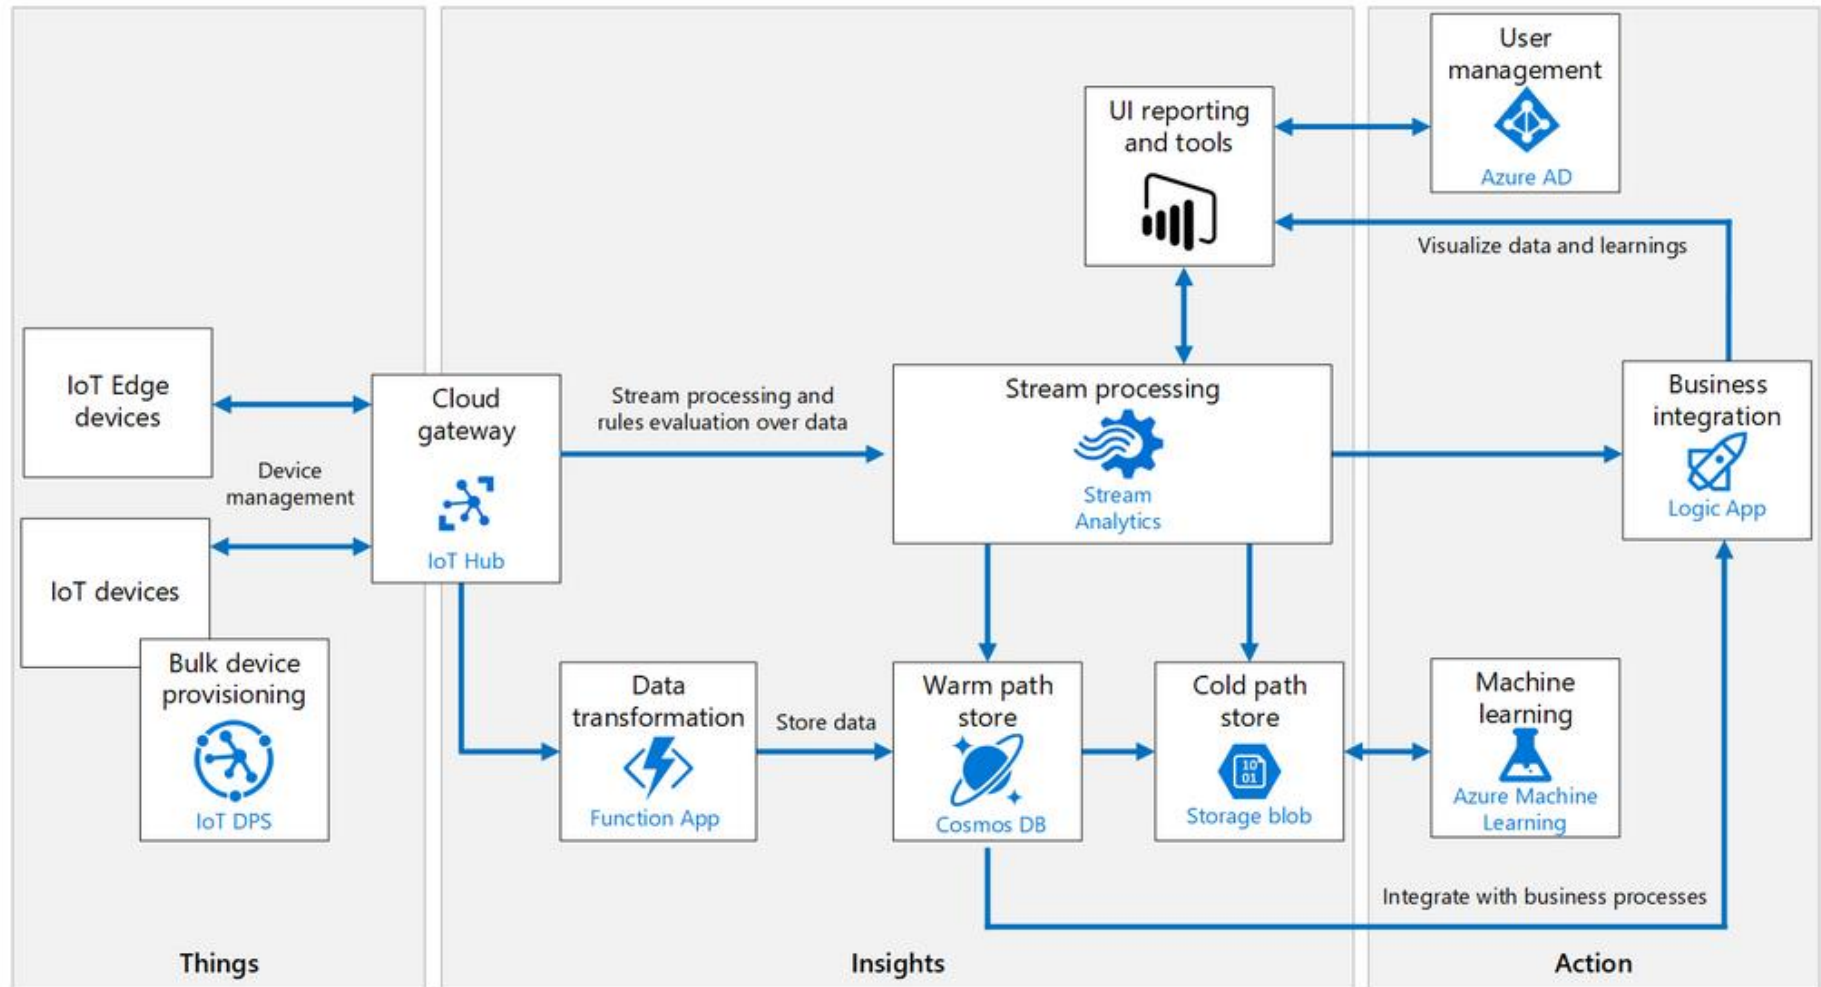 User
management
Azure AD
UI reporting
and tools
Visualize data and learnings
IoT Edge
devices
Device
management
IoT devices
Bulk device
provisioning
IoT DPS
Cloud
gateway
IoT Hub
Stream processing and
rules evaluation over data
Stream processing
Stream
Analytics
Business
integration
Logic App
Data
transformation
Function App
Store data
Warm path
store
Cosmos DB
Cold path
store
10
01
Storage blob
Machine
learning
Azure Machine
Learning
Integrate with business processes
Things
Insights
Action